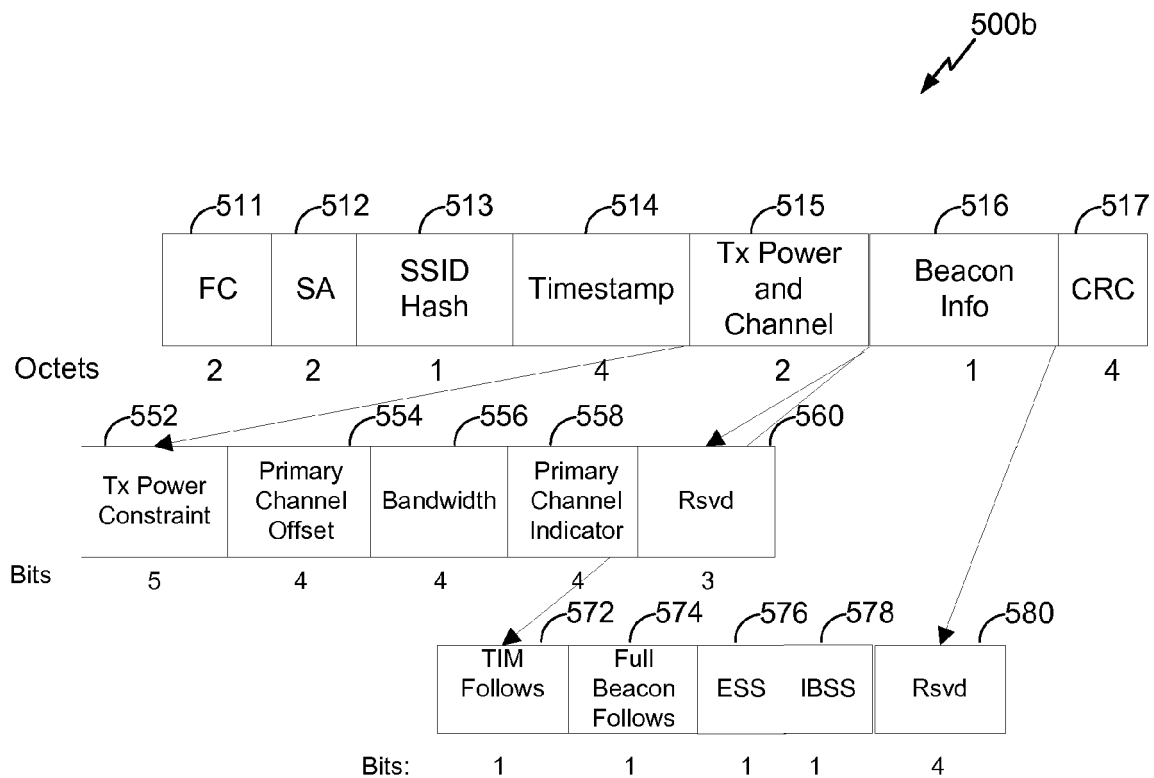 500b
511 512 513 514 515 516 517
FC SA SSID Hash Timestamp Tx Power and Channel Beacon Info CRC
Octets 2 2 1 4 2 1 4
552 554 556 558 560
Tx Power Constraint Primary Channel Offset Bandwidth Primary Channel Indicator Rsvd
Bits 5 4 4 4 3
572 574 576 578 580
TIM Follows Full Beacon Follows ESS IBSS Rsvd
Bits: 1 1 1 1 4